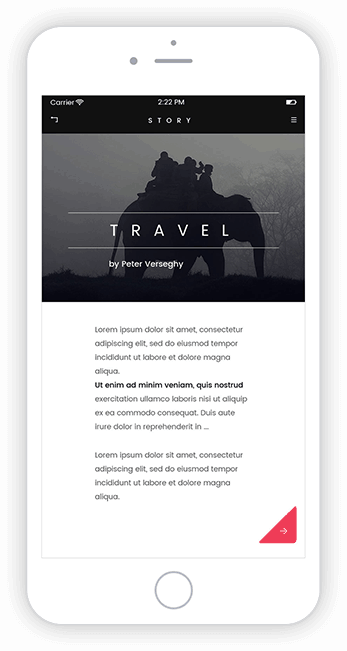 Carrier 2:22 PM
STORY
TRAVEL
by Peter Verseghy
Lorem ipsum dolor sit amet, consectetur
adipiscing elit, sed do eiusmod tempor
incididunt ut labore et dolore magna
aliqua.
Ut enim ad minim veniam, quis nostrud
exercitation ullamco laboris nisi ut aliquip
ex ea commodo consequat. Duis aute
irure dolor in reprehenderit in ...
Lorem ipsum dolor sit amet, consectetur
adipiscing elit, sed do eiusmod tempor
incididunt ut labore et dolore magna
aliqua.